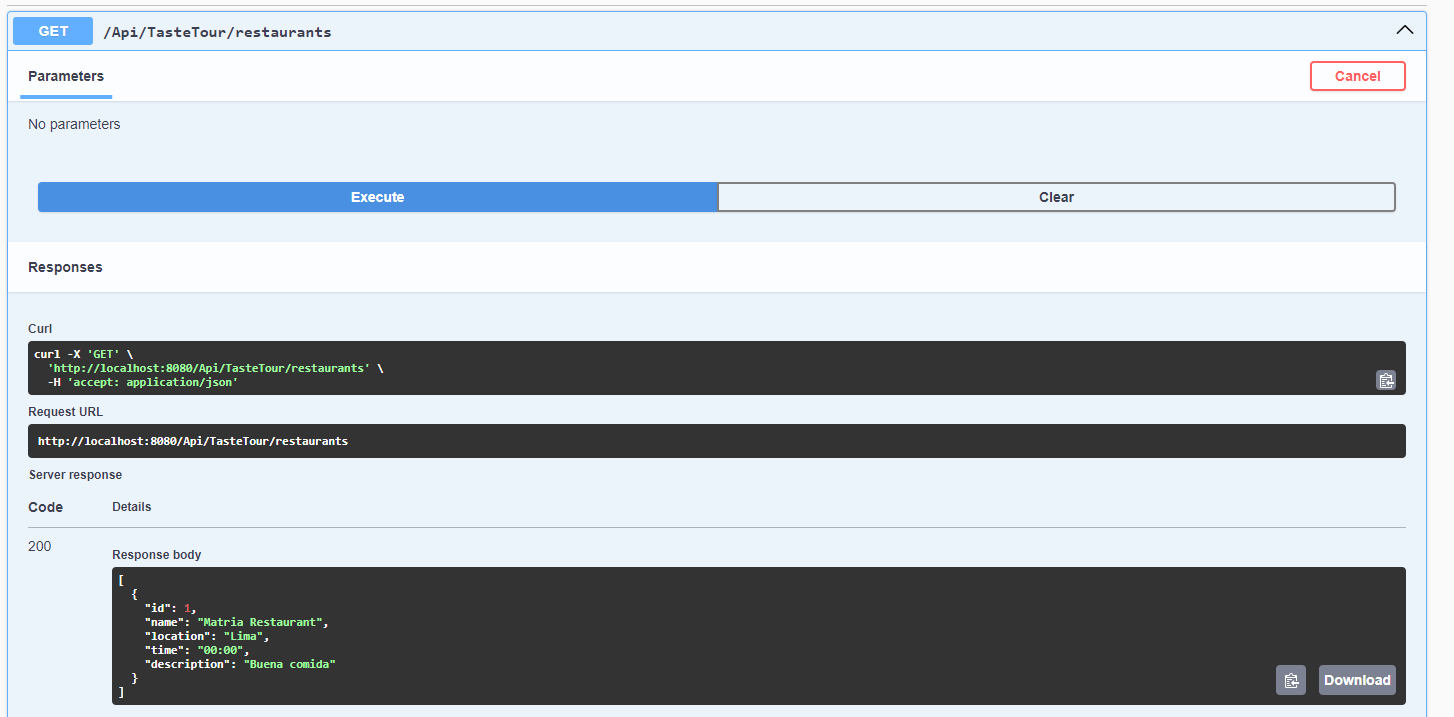 GET /Api/TasteTour/restaurants
Parameters
Cancel
No parameters
Execute
Clear
Responses
Curl
curl -X 'GET' \
  'http://localhost:8080/Api/TasteTour/restaurants' \
  -H 'accept: application/json'
Request URL
http://localhost:8080/Api/TasteTour/restaurants
Server response
Code Details
200
Response body
[
  {
    "id": 1,
    "name": "Matria Restaurant",
    "location": "Lima",
    "time": "00:00",
    "description": "Buena comida"
  }
]
Download